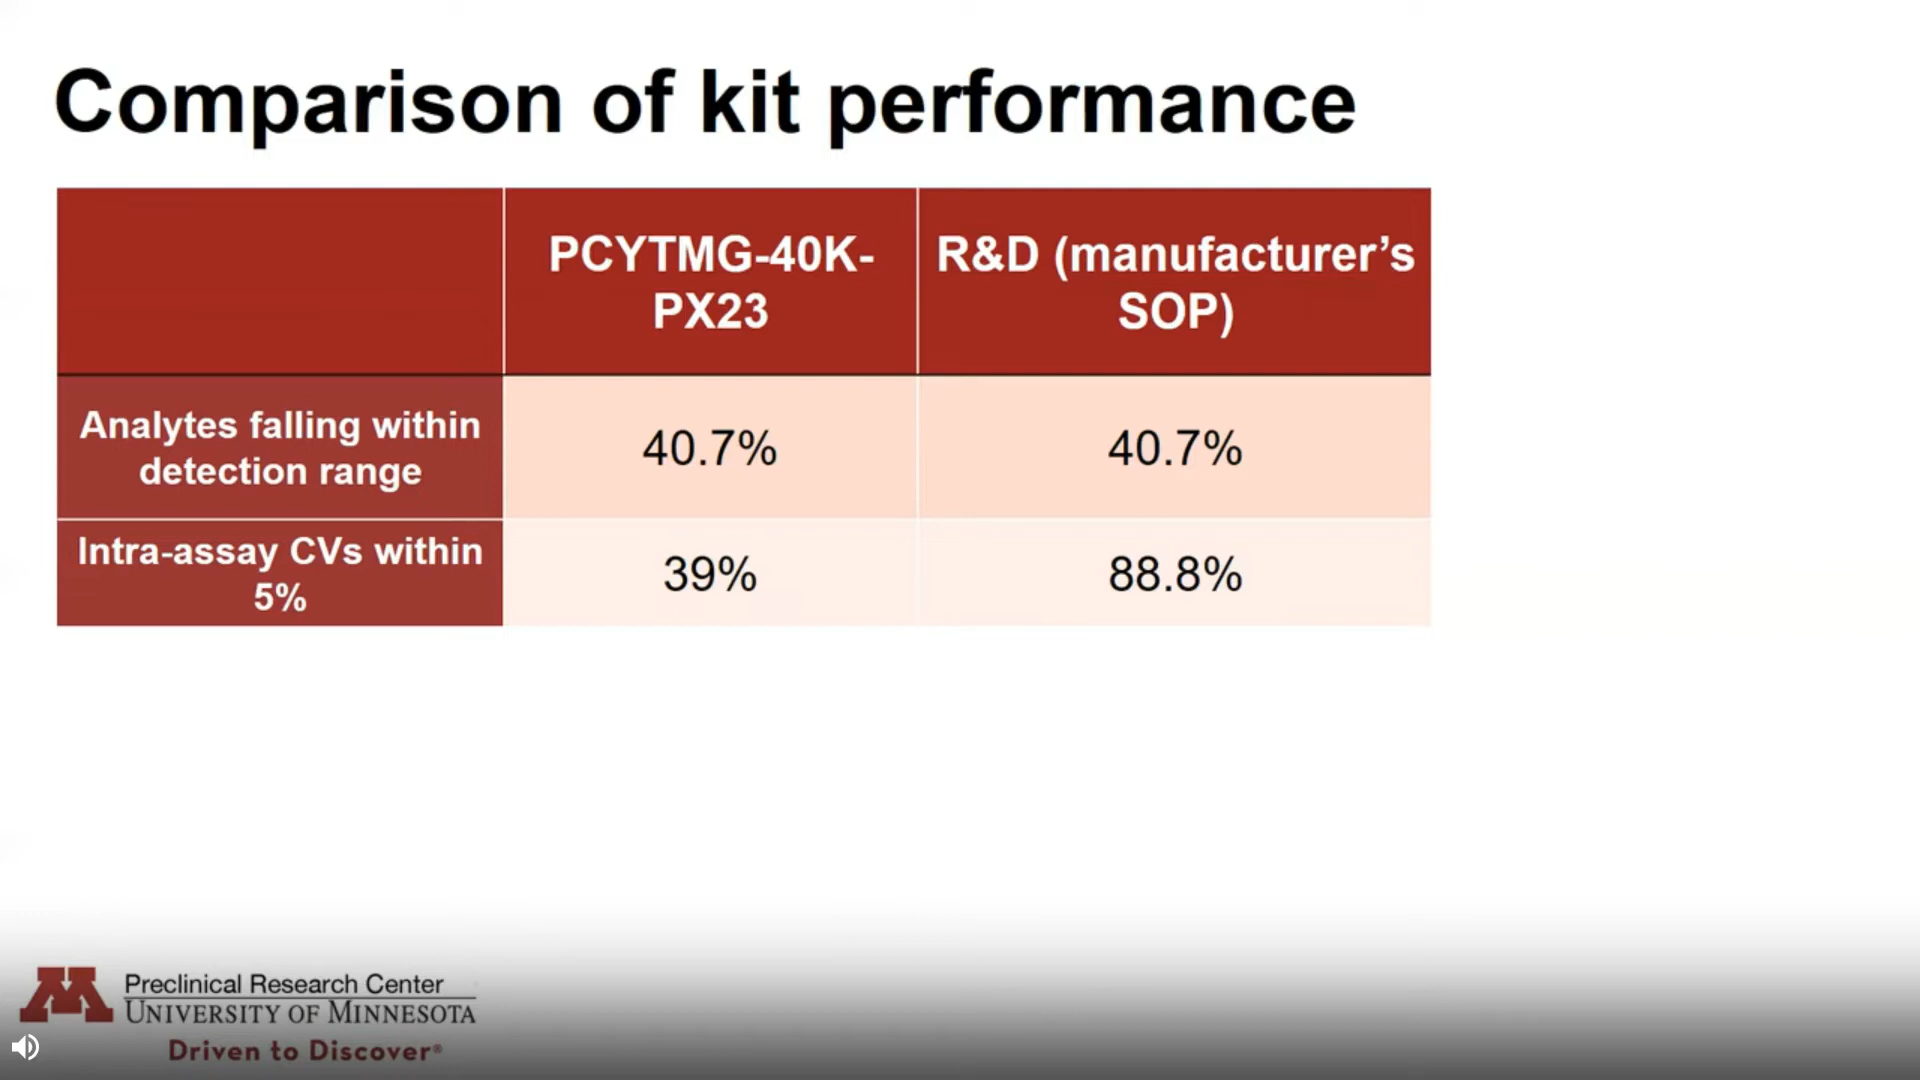 Comparison of kit performance
PCYTMG-40K-
PX23
R&D (manufacturer’s
SOP)
Analytes falling within
detection range
40.7%
40.7%
Intra-assay CVs within
5%
39%
88.8%
M
Preclinical Research Center
UNIVERSITY OF MINNESOTA
Driven to Discover®